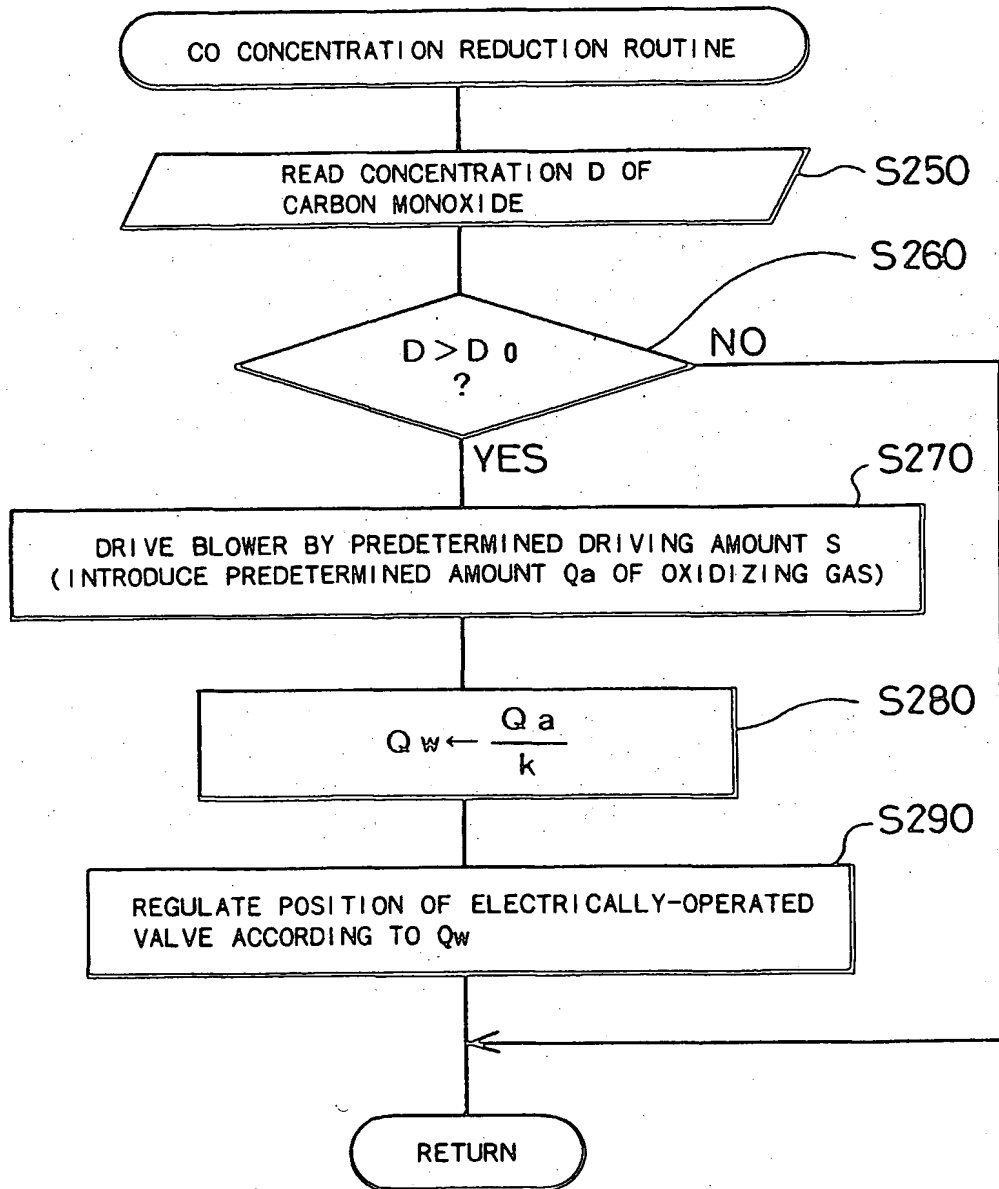 CO CONCENTRATION REDUCTION ROUTINE
READ CONCENTRATION D OF
CARBON MONOXIDE
S250
S260
D > D 0
?
NO
YES
S270
DRIVE BLOWER BY PREDETERMINED DRIVING AMOUNT S
(INTRODUCE PREDETERMINED AMOUNT Qa OF OXIDIZING GAS)
S280
Qw ← Qa
k
S290
REGULATE POSITION OF ELECTRICALLY-OPERATED
VALVE ACCORDING TO Qw
RETURN